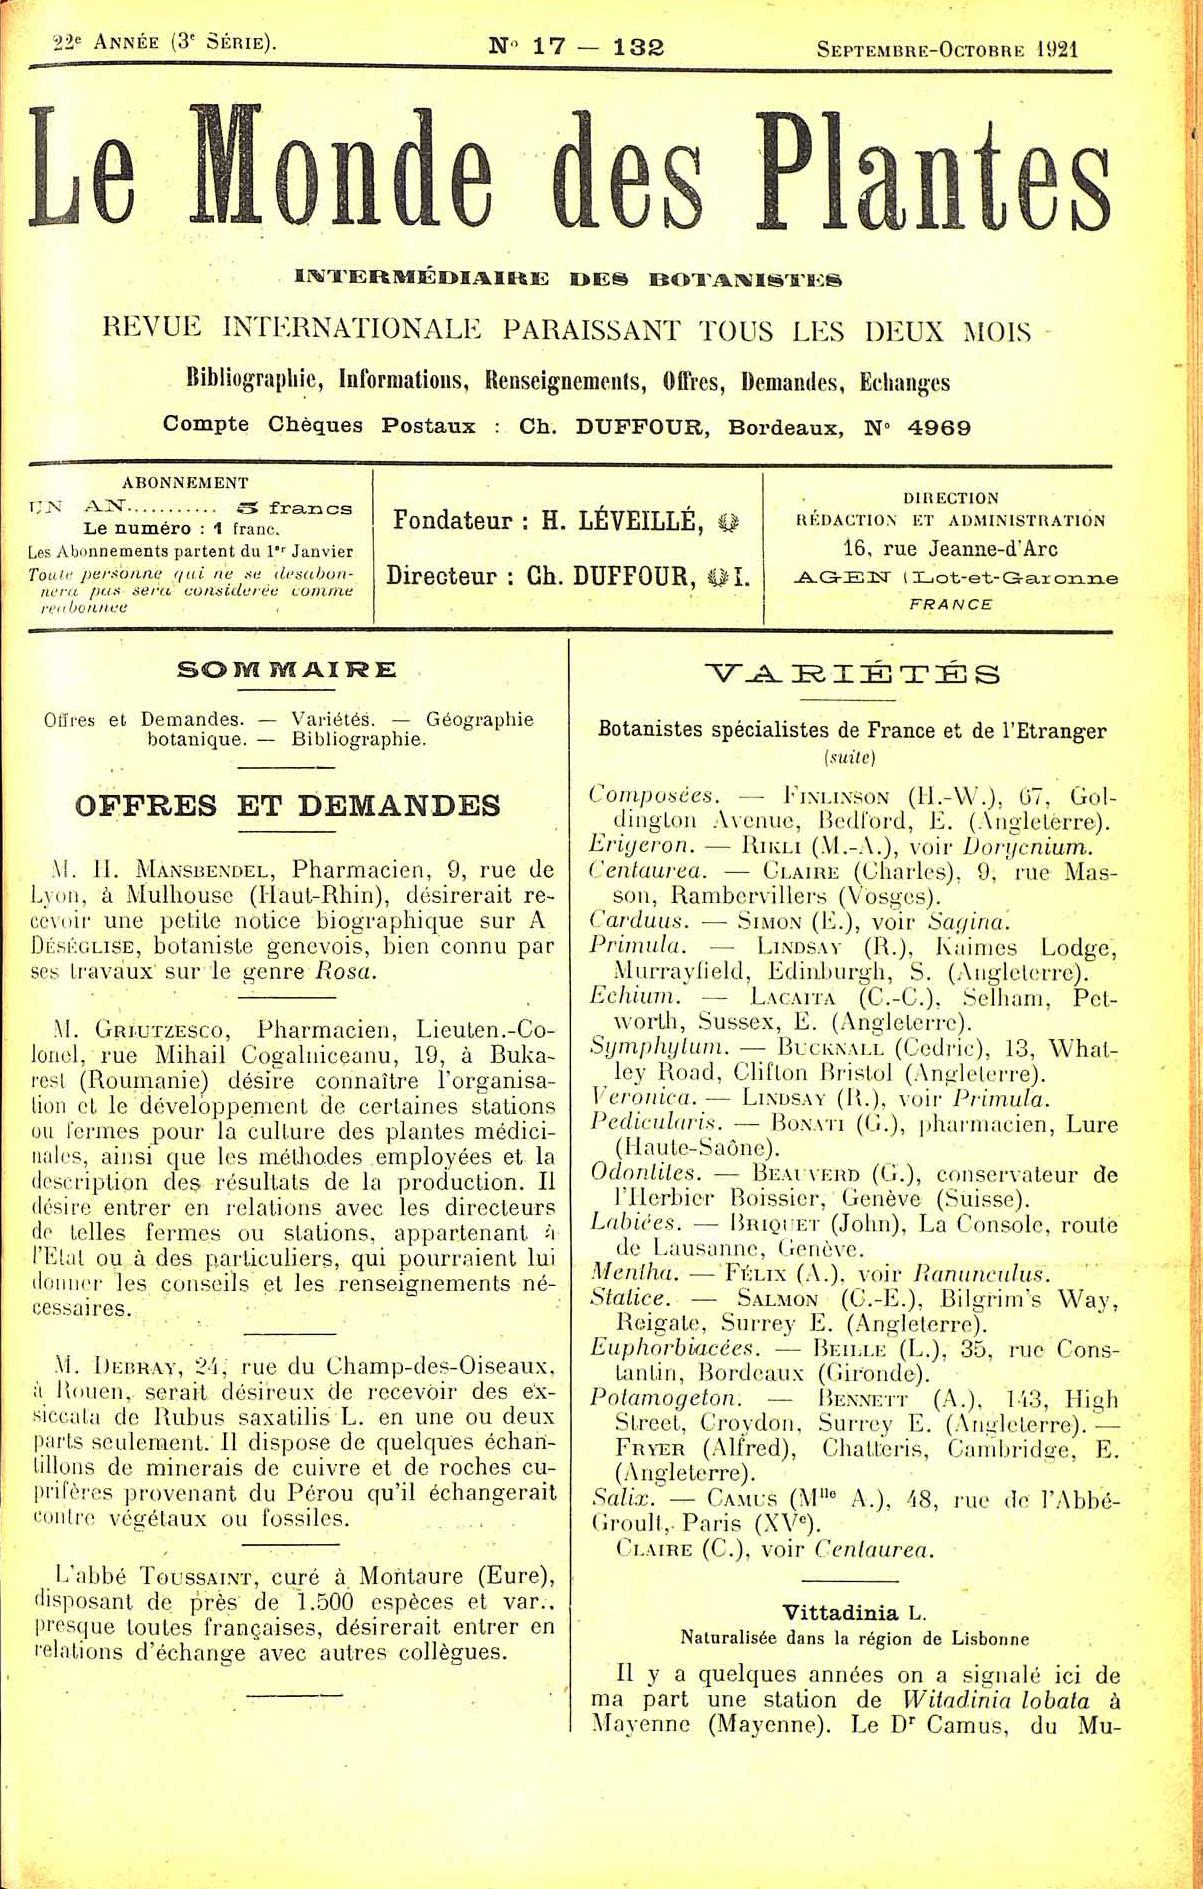 22e ANNÉE (3e SÉRIE).
N° 17 — 132
SEPTEMBRE-OCTOBRE 1921
Le Monde des Plantes
INTERMÉDIAIRE DES BOTANISTES
REVUE INTERNATIONALE PARAISSANT TOUS LES DEUX MOIS
Bibliographie, Informations, Renseignements, Offres, Demandes, Echanges
Compte Chèques Postaux : Ch. DUFFOUR, Bordeaux, N° 4969
ABONNEMENT
UN AN........... 5 francs
Le numéro : 1 franc.
Les Abonnements partent du 1er Janvier
Toute personne qui ne se désabon-
nera pas sera considérée comme
réabonnée
Fondateur : H. LÉVEILLÉ,
Directeur : Ch. DUFFOUR, I.
DIRECTION
RÉDACTION ET ADMINISTRATION
16, rue Jeanne-d'Arc
AGEN (Lot-et-Garonne
FRANCE
SOMMAIRE
Offres et Demandes. — Variétés. — Géographie
botanique. — Bibliographie.
OFFRES ET DEMANDES
M. H. MANSBENDEL, Pharmacien, 9, rue de
Lyon, à Mulhouse (Haut-Rhin), désirerait re-
cevoir une petite notice biographique sur A
DÉSÉGLISE, botaniste genevois, bien connu par
ses travaux sur le genre Rosa.
M. GRIUTZESCO, Pharmacien, Lieuten.-Co-
lonel, rue Mihail Cogalniceanu, 19, à Buka-
rest (Roumanie) désire connaître l'organisa-
tion et le développement de certaines stations
ou fermes pour la culture des plantes médici-
nales, ainsi que les méthodes employées et la
description des résultats de la production. Il
désire entrer en relations avec les directeurs
de telles fermes ou stations, appartenant à
l'Etat ou à des particuliers, qui pourraient lui
donner les conseils et les renseignements né-
cessaires.
M. DEBRAY, 24, rue du Champ-des-Oiseaux,
à Rouen, serait désireux de recevoir des ex-
siccata de Rubus saxatilis L. en une ou deux
parts seulement. Il dispose de quelques échan-
tillons de minerais de cuivre et de roches cu-
prifères provenant du Pérou qu'il échangerait
contre végétaux ou fossiles.
L'abbé TOUSSAINT, curé à Montaure (Eure),
disposant de près de 1.500 espèces et var.,
presque toutes françaises, désirerait entrer en
relations d'échange avec autres collègues.
VARIÉTÉS
Botanistes spécialistes de France et de l'Etranger
(suite)
Composées. — FINLINSON (H.-W.), 67, Gol-
dington Avenue, Bedford, E. (Angleterre).
Erigeron. — RIKLI (M.-A.), voir Dorycnium.
Centaurea. — CLAIRE (Charles), 9, rue Mas-
son, Rambervillers (Vosges).
Carduus. — SIMON (E.), voir Sagina.
Primula. — LINDSAY (R.), Kaimes Lodge,
Murrayfield, Edinburgh, S. (Angleterre).
Echium. — LACAITA (C.-C.), Selham, Pet-
worth, Sussex, E. (Angleterre).
Symphytum. — BUCKNALL (Cedric), 13, What-
ley Road, Clifton Bristol (Angleterre).
Veronica. — LINDSAY (R.), voir Primula.
Pedicularis. — BONATI (G.), pharmacien, Lure
(Haute-Saône).
Odontites. — BEAUVERD (G.), conservateur de
l'Herbier Boissier, Genève (Suisse).
Labiées. — BRIQUET (John), La Console, route
de Lausanne, Genève.
Mentha. — FÉLIX (A.), voir Ranunculus.
Statice. — SALMON (C.-E.), Bilgrim's Way,
Reigate, Surrey E. (Angleterre).
Euphorbiacées. — BEILLE (L.), 35, rue Cons-
tantin, Bordeaux (Gironde).
Potamogeton. — BENNETT (A.), 143, High
Street, Croydon, Surrey E. (Angleterre). —
FRYER (Alfred), Chatteris, Cambridge, E.
(Angleterre).
Salix. — CAMUS (Mlle A.), 48, rue de l'Abbé-
Groult, Paris (XVe).
CLAIRE (C.), voir Centaurea.
Vittadinia L.
Naturalisée dans la région de Lisbonne
Il y a quelques années on a signalé ici de
ma part une station de Witadinia lobata à
Mayenne (Mayenne). Le Dr Camus, du Mu-